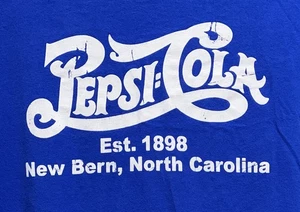 PEPSI:COLA
Est. 1898
New Bern, North Carolina